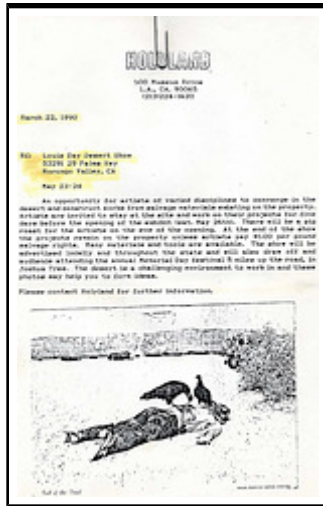 HOLYLAND
March 22, 1990
RE: Louis Day Desert Show
29 Palms Hwy
Morongo Valley, CA
May 23-28
An opportunity for artists of varied disciplines to converge in the
desert and construct works from salvage materials existing on the property.
Artists are invited to stay at the site and work on their projects for five
days before the opening of the exhibit May 26th. There will be a pig
roast for the artists on the eve of the opening. At the end of the show
the projects remain on the property unless artists pay per pound
salvage rights. Many materials and tools are available. The show will be
advertised locally and throughout the state and will also draw off and
audience attending the annual Memorial Day festival 5 miles up the road, in
Joshua Tree. The desert is a challenging environment to work in and these
photos may help you to form ideas.
Please contact Holyland for further information.